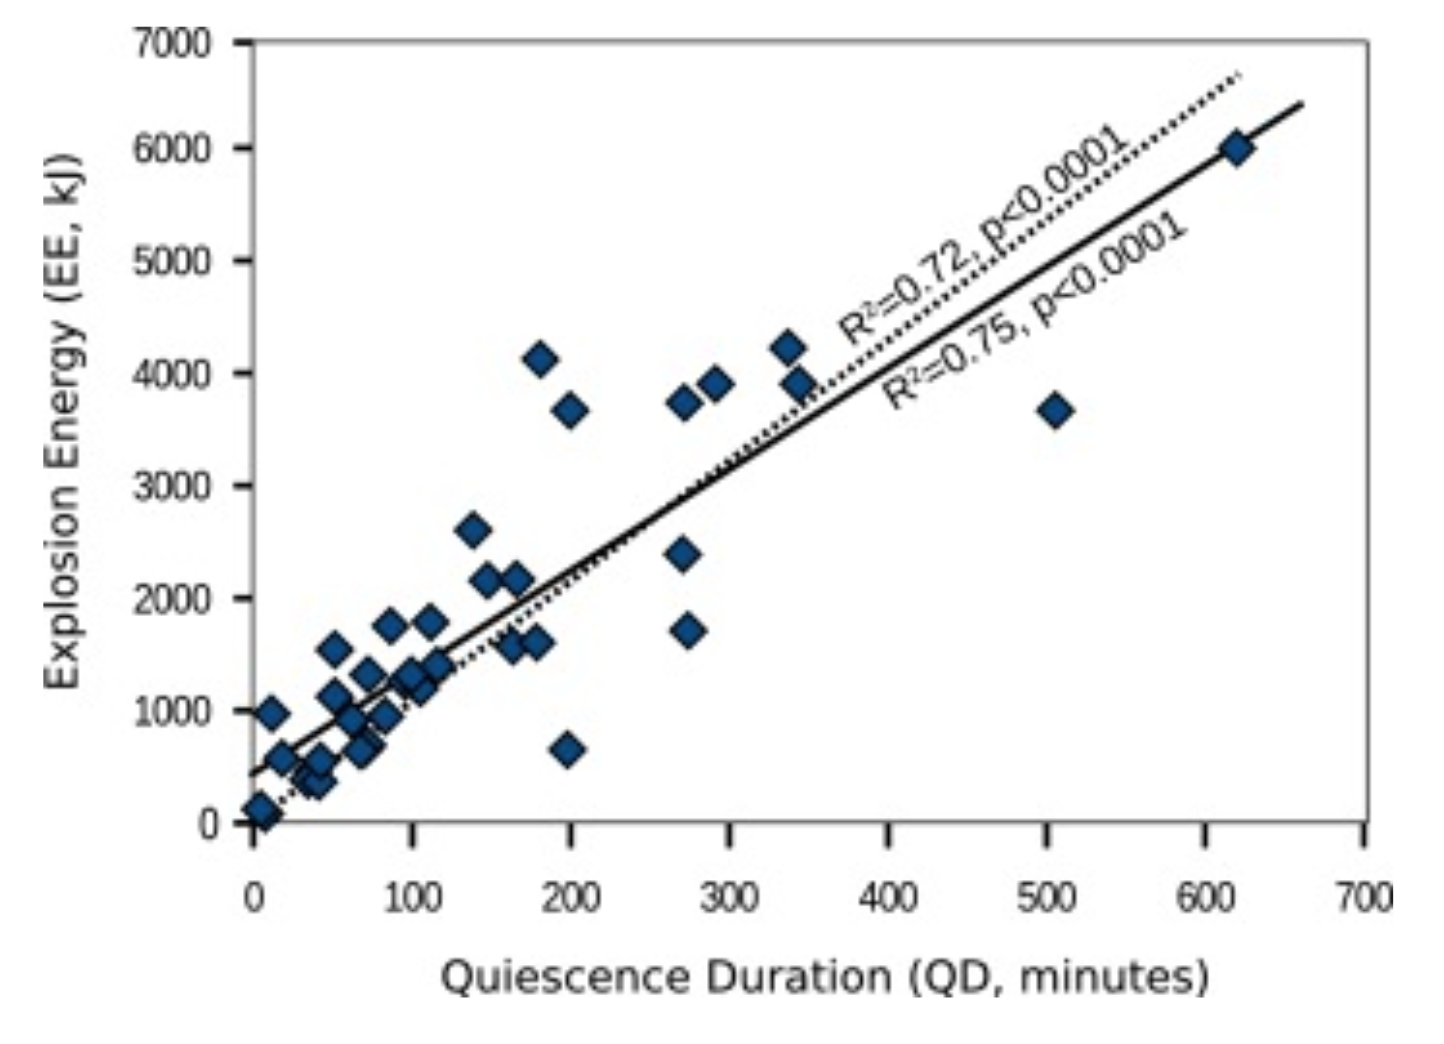 7000
6000
5000
4000
3000
2000
1000
0
Explosion Energy (EE, kJ)
R²=0.72, p<0.0001
R²=0.75, p<0.0001
0 100 200 300 400 500 600 700
Quiescence Duration (QD, minutes)